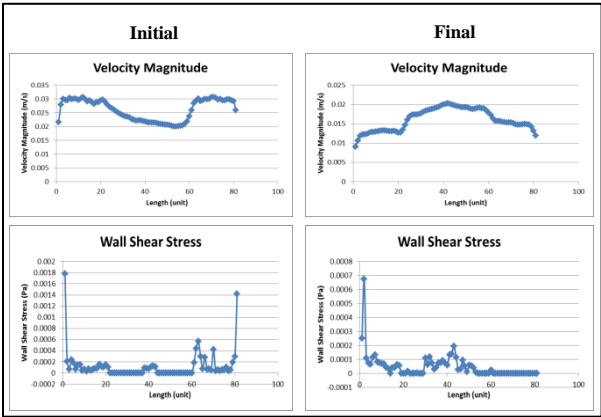 Initial
Final
Velocity Magnitude
Velocity Magnitude (m/s)
0.035
0.03
0.025
0.02
0.015
0.01
0.005
0
0 20 40 60 80 100
Length (unit)
Velocity Magnitude
Velocity Magnitude (m/s)
0.025
0.02
0.015
0.01
0.005
0
0 20 40 60 80 100
Length (unit)
Wall Shear Stress
Wall Shear Stress (Pa)
0.002
0.0018
0.0016
0.0014
0.0012
0.001
0.0008
0.0006
0.0004
0.0002
0
-0.0002
0 20 40 60 80 100
Length (unit)
Wall Shear Stress
Wall Shear Stress (Pa)
0.0008
0.0007
0.0006
0.0005
0.0004
0.0003
0.0002
0.0001
0
-0.0001
0 20 40 60 80 100
Length (unit)